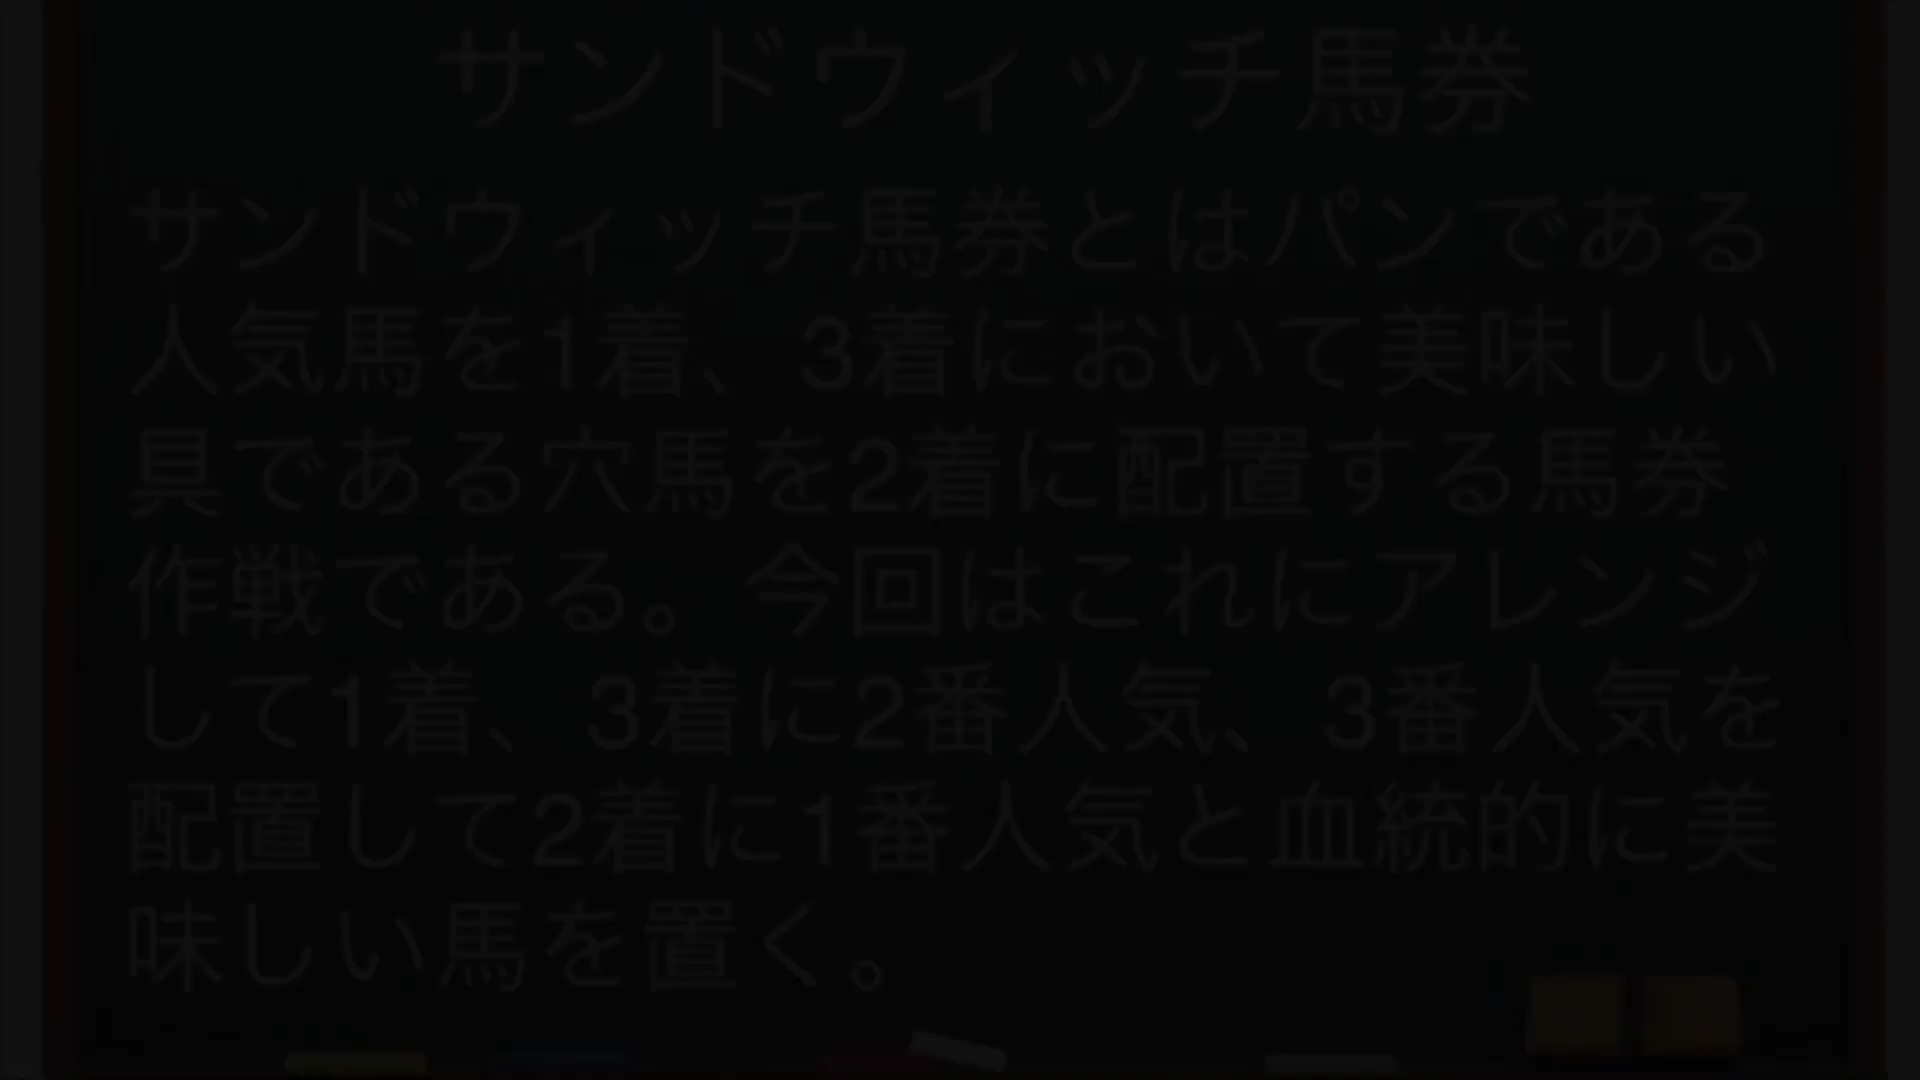 サンドウィッチ馬券
サンドウィッチ馬券とはパンである
人気馬を1着、3着において美味しい
具である穴馬を2着に配置する馬券
作戦である。今回はこれにアレンジ
して1着、3着に2番人気、3番人気を
配置して2着に1番人気と血統的に美
味しい馬を置く。